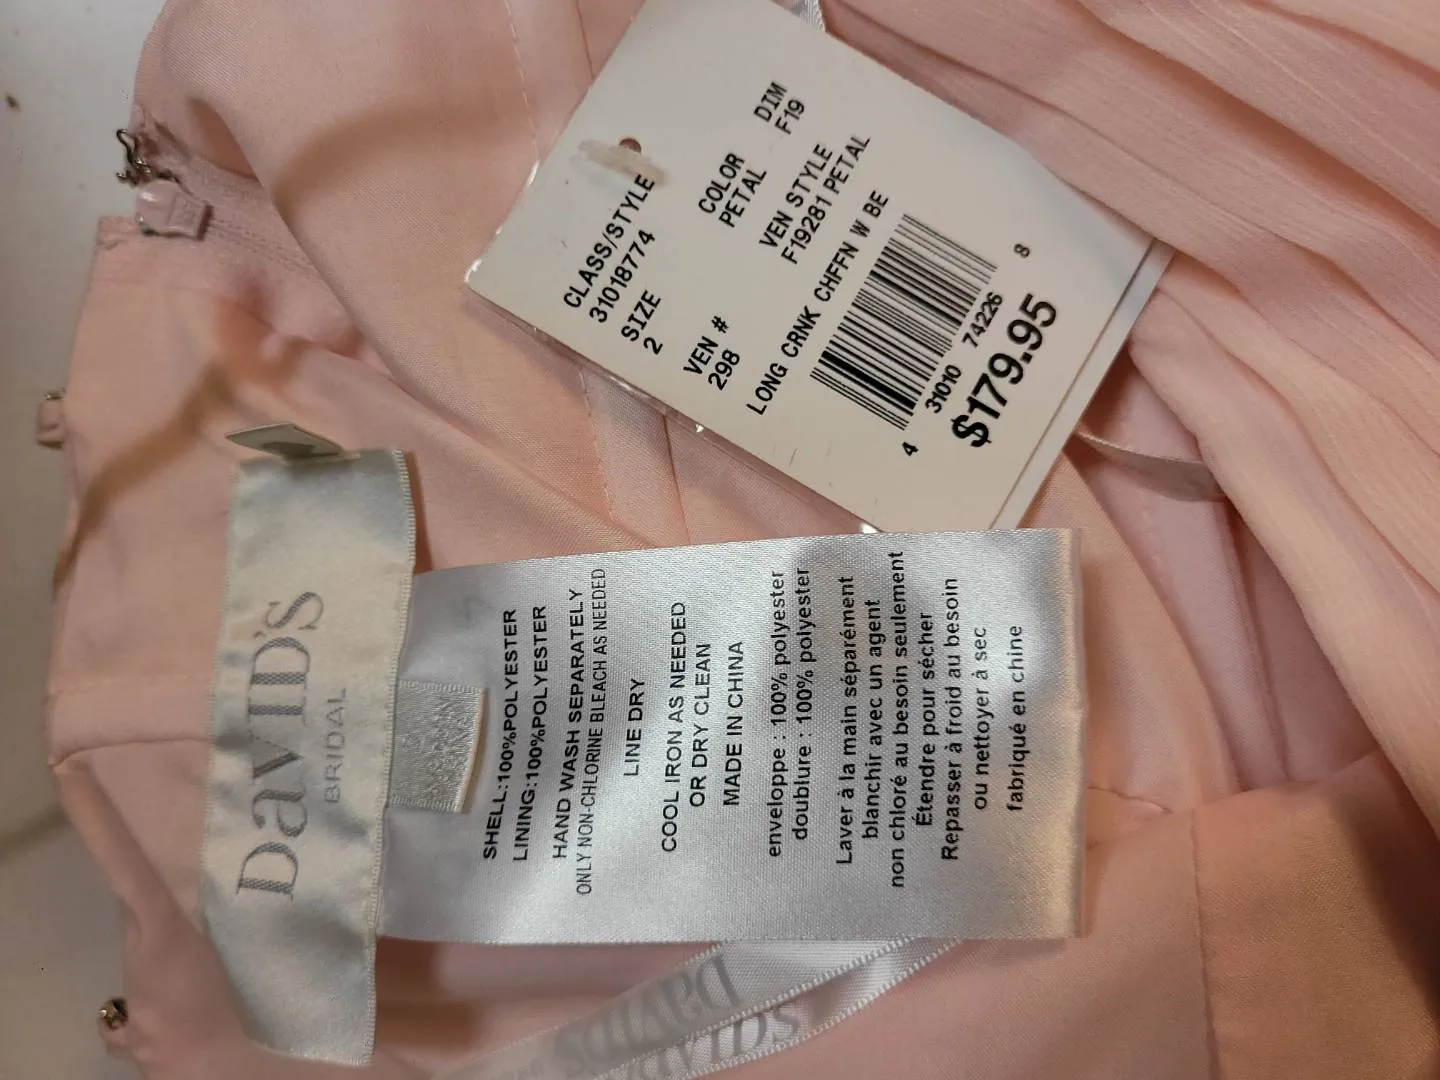 CLASS/STYLE
31018774
SIZE
2
COLOR
PETAL
DIM
F19
VEN #
298
VEN STYLE
F19281 PETAL
LONG CRNK CHFFN W BE
4 31010 74226 8
$179.95
DAVID'S
BRIDAL
SHELL:100%POLYESTER
LINING:100%POLYESTER
HAND WASH SEPARATELY
ONLY NON-CHLORINE BLEACH AS NEEDED
LINE DRY
COOL IRON AS NEEDED
OR DRY CLEAN
MADE IN CHINA
enveloppe : 100% polyester
doublure : 100% polyester
Laver à la main séparément
blanchir avec un agent
non chloré au besoin seulement
Étendre pour sécher
Repasser à froid au besoin
ou nettoyer à sec
fabriqué en chine
DAVID'S